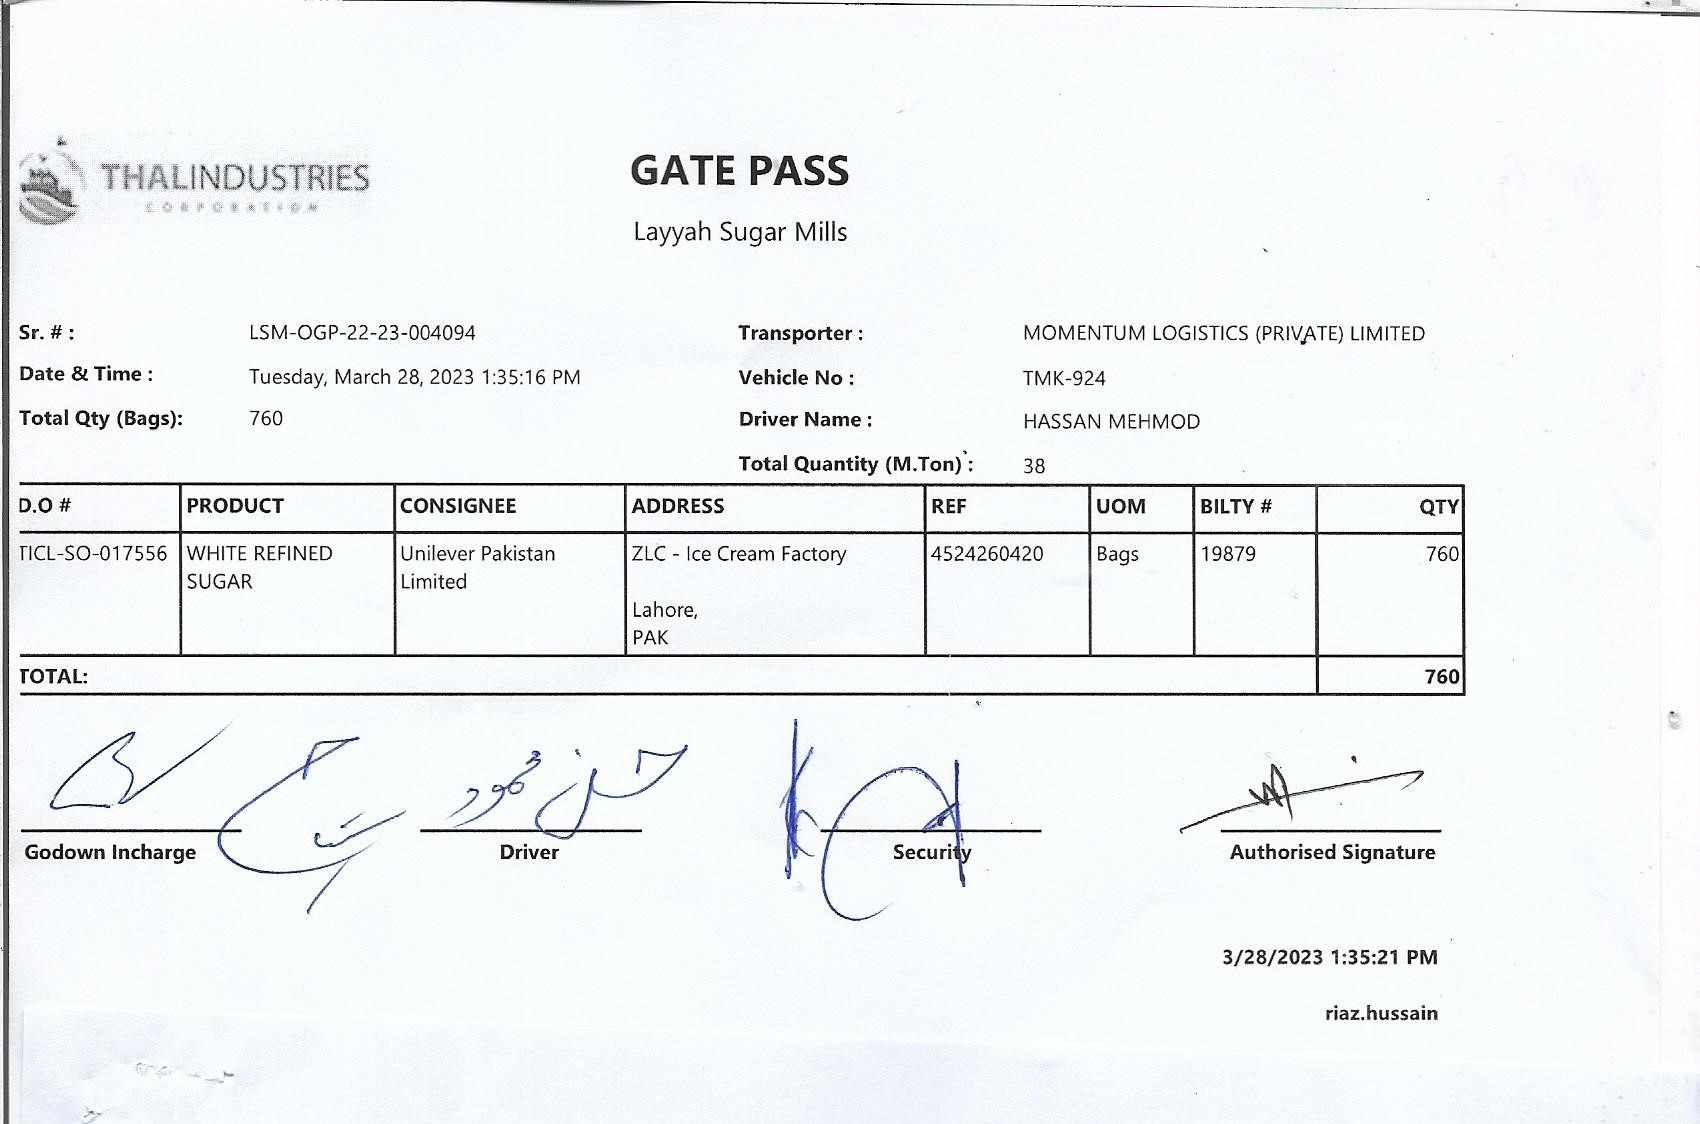 THALINDUSTRIES
CORPORATION
GATE PASS
Layyah Sugar Mills
Sr. # : LSM-OGP-22-23-004094
Transporter : MOMENTUM LOGISTICS (PRIVATE) LIMITED
Date & Time : Tuesday, March 28, 2023 1:35:16 PM
Vehicle No : TMK-924
Total Qty (Bags): 760
Driver Name : HASSAN MEHMOD
Total Quantity (M.Ton) : 38
D.O # PRODUCT CONSIGNEE ADDRESS REF UOM BILTY # QTY
TICL-SO-017556 WHITE REFINED Unilever Pakistan ZLC - Ice Cream Factory 4524260420 Bags 19879 760
SUGAR Limited
Lahore,
PAK
TOTAL: 760
Godown Incharge Driver Security Authorised Signature
3/28/2023 1:35:21 PM
riaz.hussain